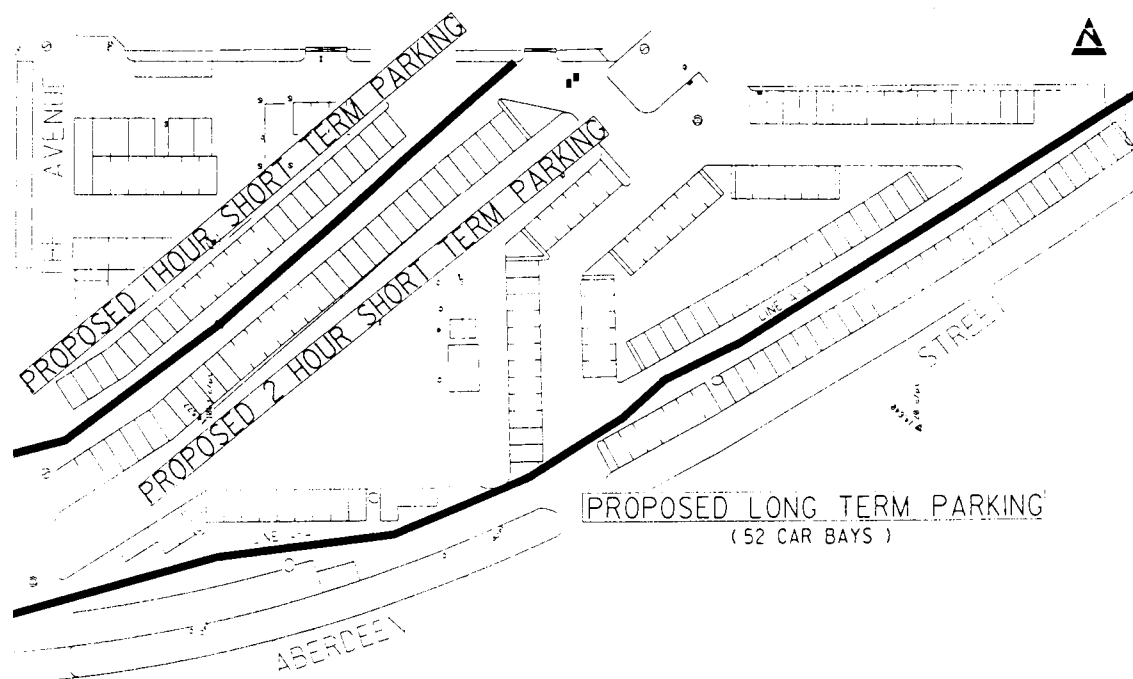 N
AVENUE
PROPOSED 1 HOUR SHORT TERM PARKING
PROPOSED 2 HOUR SHORT TERM PARKING
LINE A-A
STREET
PROPOSED LONG TERM PARKING
( 52 CAR BAYS )
ABERDEEN